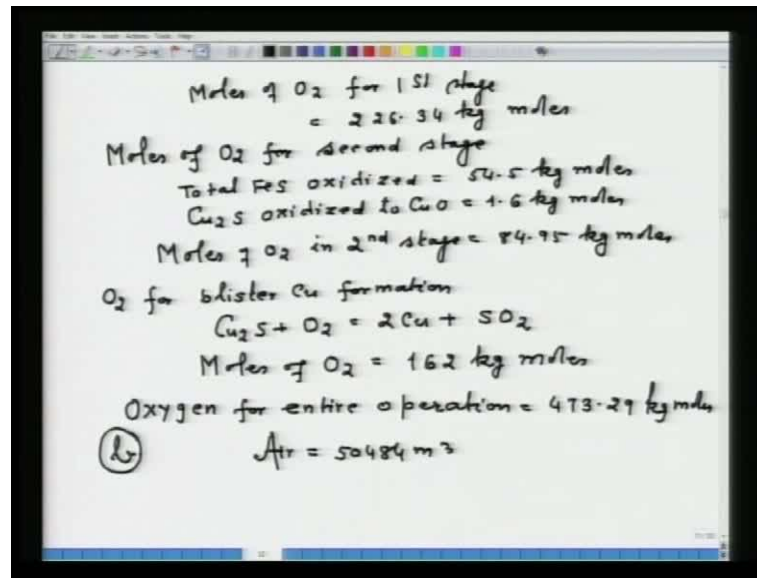 Moles of O2 for 1st stage
= 226.34 kg moles
Moles of O2 for second stage
Total FeS oxidized = 54.5 kg moles
Cu2S oxidized to CuO = 1.6 kg moles
Moles of O2 in 2nd stage = 84.95 kg moles
O2 for blister Cu formation
Cu2S + O2 = 2Cu + SO2
Moles of O2 = 162 kg moles
Oxygen for entire operation = 473.29 kg moles
Air = 50484 m3